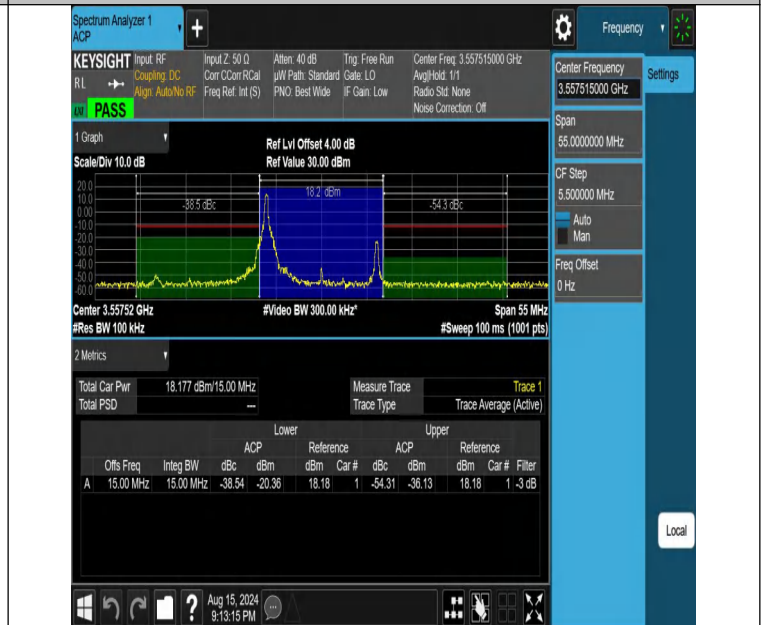 Spectrum Analyzer 1
ACP
+
Frequency
KEYSIGHT Input: RF Input Z: 50 Ω Atten: 40 dB Trig: Free Run Center Freq: 3.557515000 GHz
RL Coupling: DC Corr CCorr RCal µW Path: Standard Gate: LO Avg|Hold: 1/1
Align: Auto/No RF Freq Ref: Int (S) PNO: Best Wide IF Gain: Low Radio Std: None
PASS Noise Correction: Off
Center Frequency
3.557515000 GHz
Settings
Span
55.0000000 MHz
CF Step
5.500000 MHz
Auto
Man
Freq Offset
0 Hz
Local
1 Graph
Ref Lvl Offset 4.00 dB
Scale/Div 10.0 dB Ref Value 30.00 dBm
20.0
10.0
0.00
-10.0
-20.0
-30.0
-40.0
-50.0
-60.0
-38.5 dBc 18.2 dBm -54.3 dBc
Center 3.55752 GHz #Video BW 300.00 kHz* Span 55 MHz
#Res BW 100 kHz #Sweep 100 ms (1001 pts)
2 Metrics
Total Car Pwr 18.177 dBm/15.00 MHz Measure Trace Trace 1
Total PSD --- Trace Type Trace Average (Active)
Lower Upper
ACP Reference ACP Reference
Offs Freq Integ BW dBc dBm dBm Car # dBc dBm dBm Car # Filter
A 15.00 MHz 15.00 MHz -38.54 -20.36 18.18 1 -54.31 -36.13 18.18 1 -3 dB
? Aug 15, 2024
9:13:15 PM